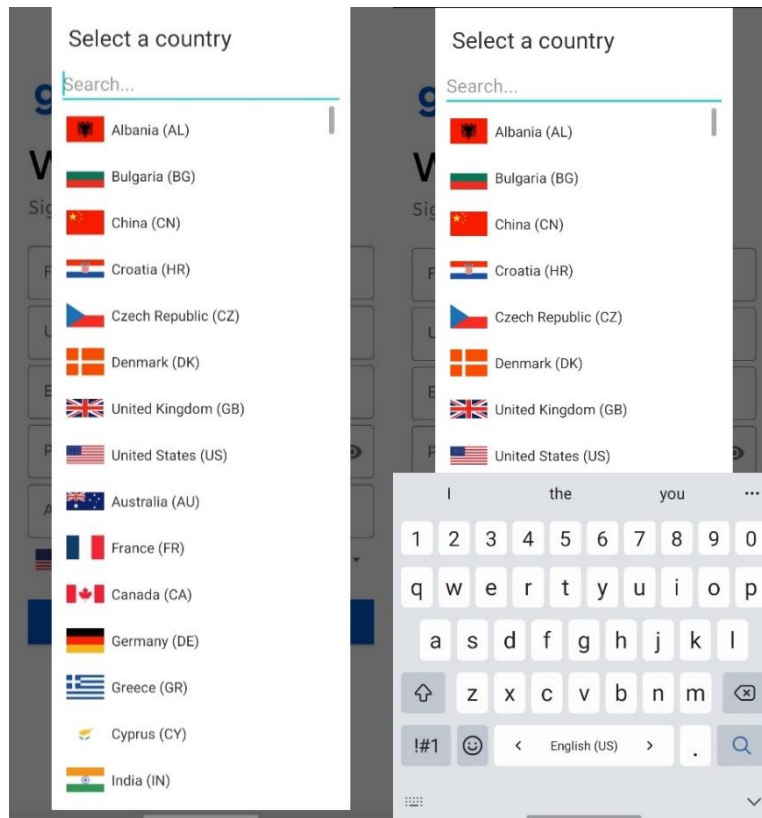 Select a country
Search...
Albania (AL)
Bulgaria (BG)
China (CN)
Croatia (HR)
Czech Republic (CZ)
Denmark (DK)
United Kingdom (GB)
United States (US)
Australia (AU)
France (FR)
Canada (CA)
Germany (DE)
Greece (GR)
Cyprus (CY)
India (IN)
g
W
Sig
F
U
E
P
A
Select a country
Search...
Albania (AL)
Bulgaria (BG)
China (CN)
Croatia (HR)
Czech Republic (CZ)
Denmark (DK)
United Kingdom (GB)
United States (US)
g
W
Sig
F
U
E
P
I the you ...
1 2 3 4 5 6 7 8 9 0
q w e r t y u i o p
a s d f g h j k l
z x c v b n m
!#1 < English (US) > .